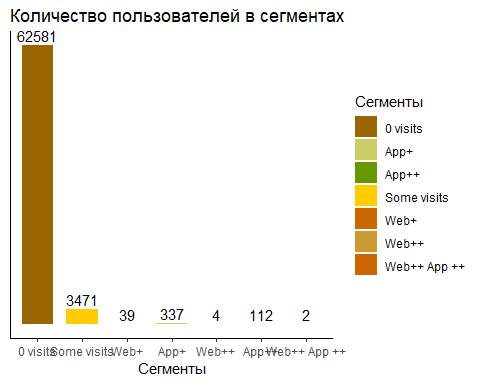 Количество пользователей в сегментах
62581
3471
39
337
4
112
2
0 visits
Some visits
Web+
App+
Web++
App++
Web++ App ++
Сегменты
Сегменты
0 visits
App+
App++
Some visits
Web+
Web++
Web++ App ++